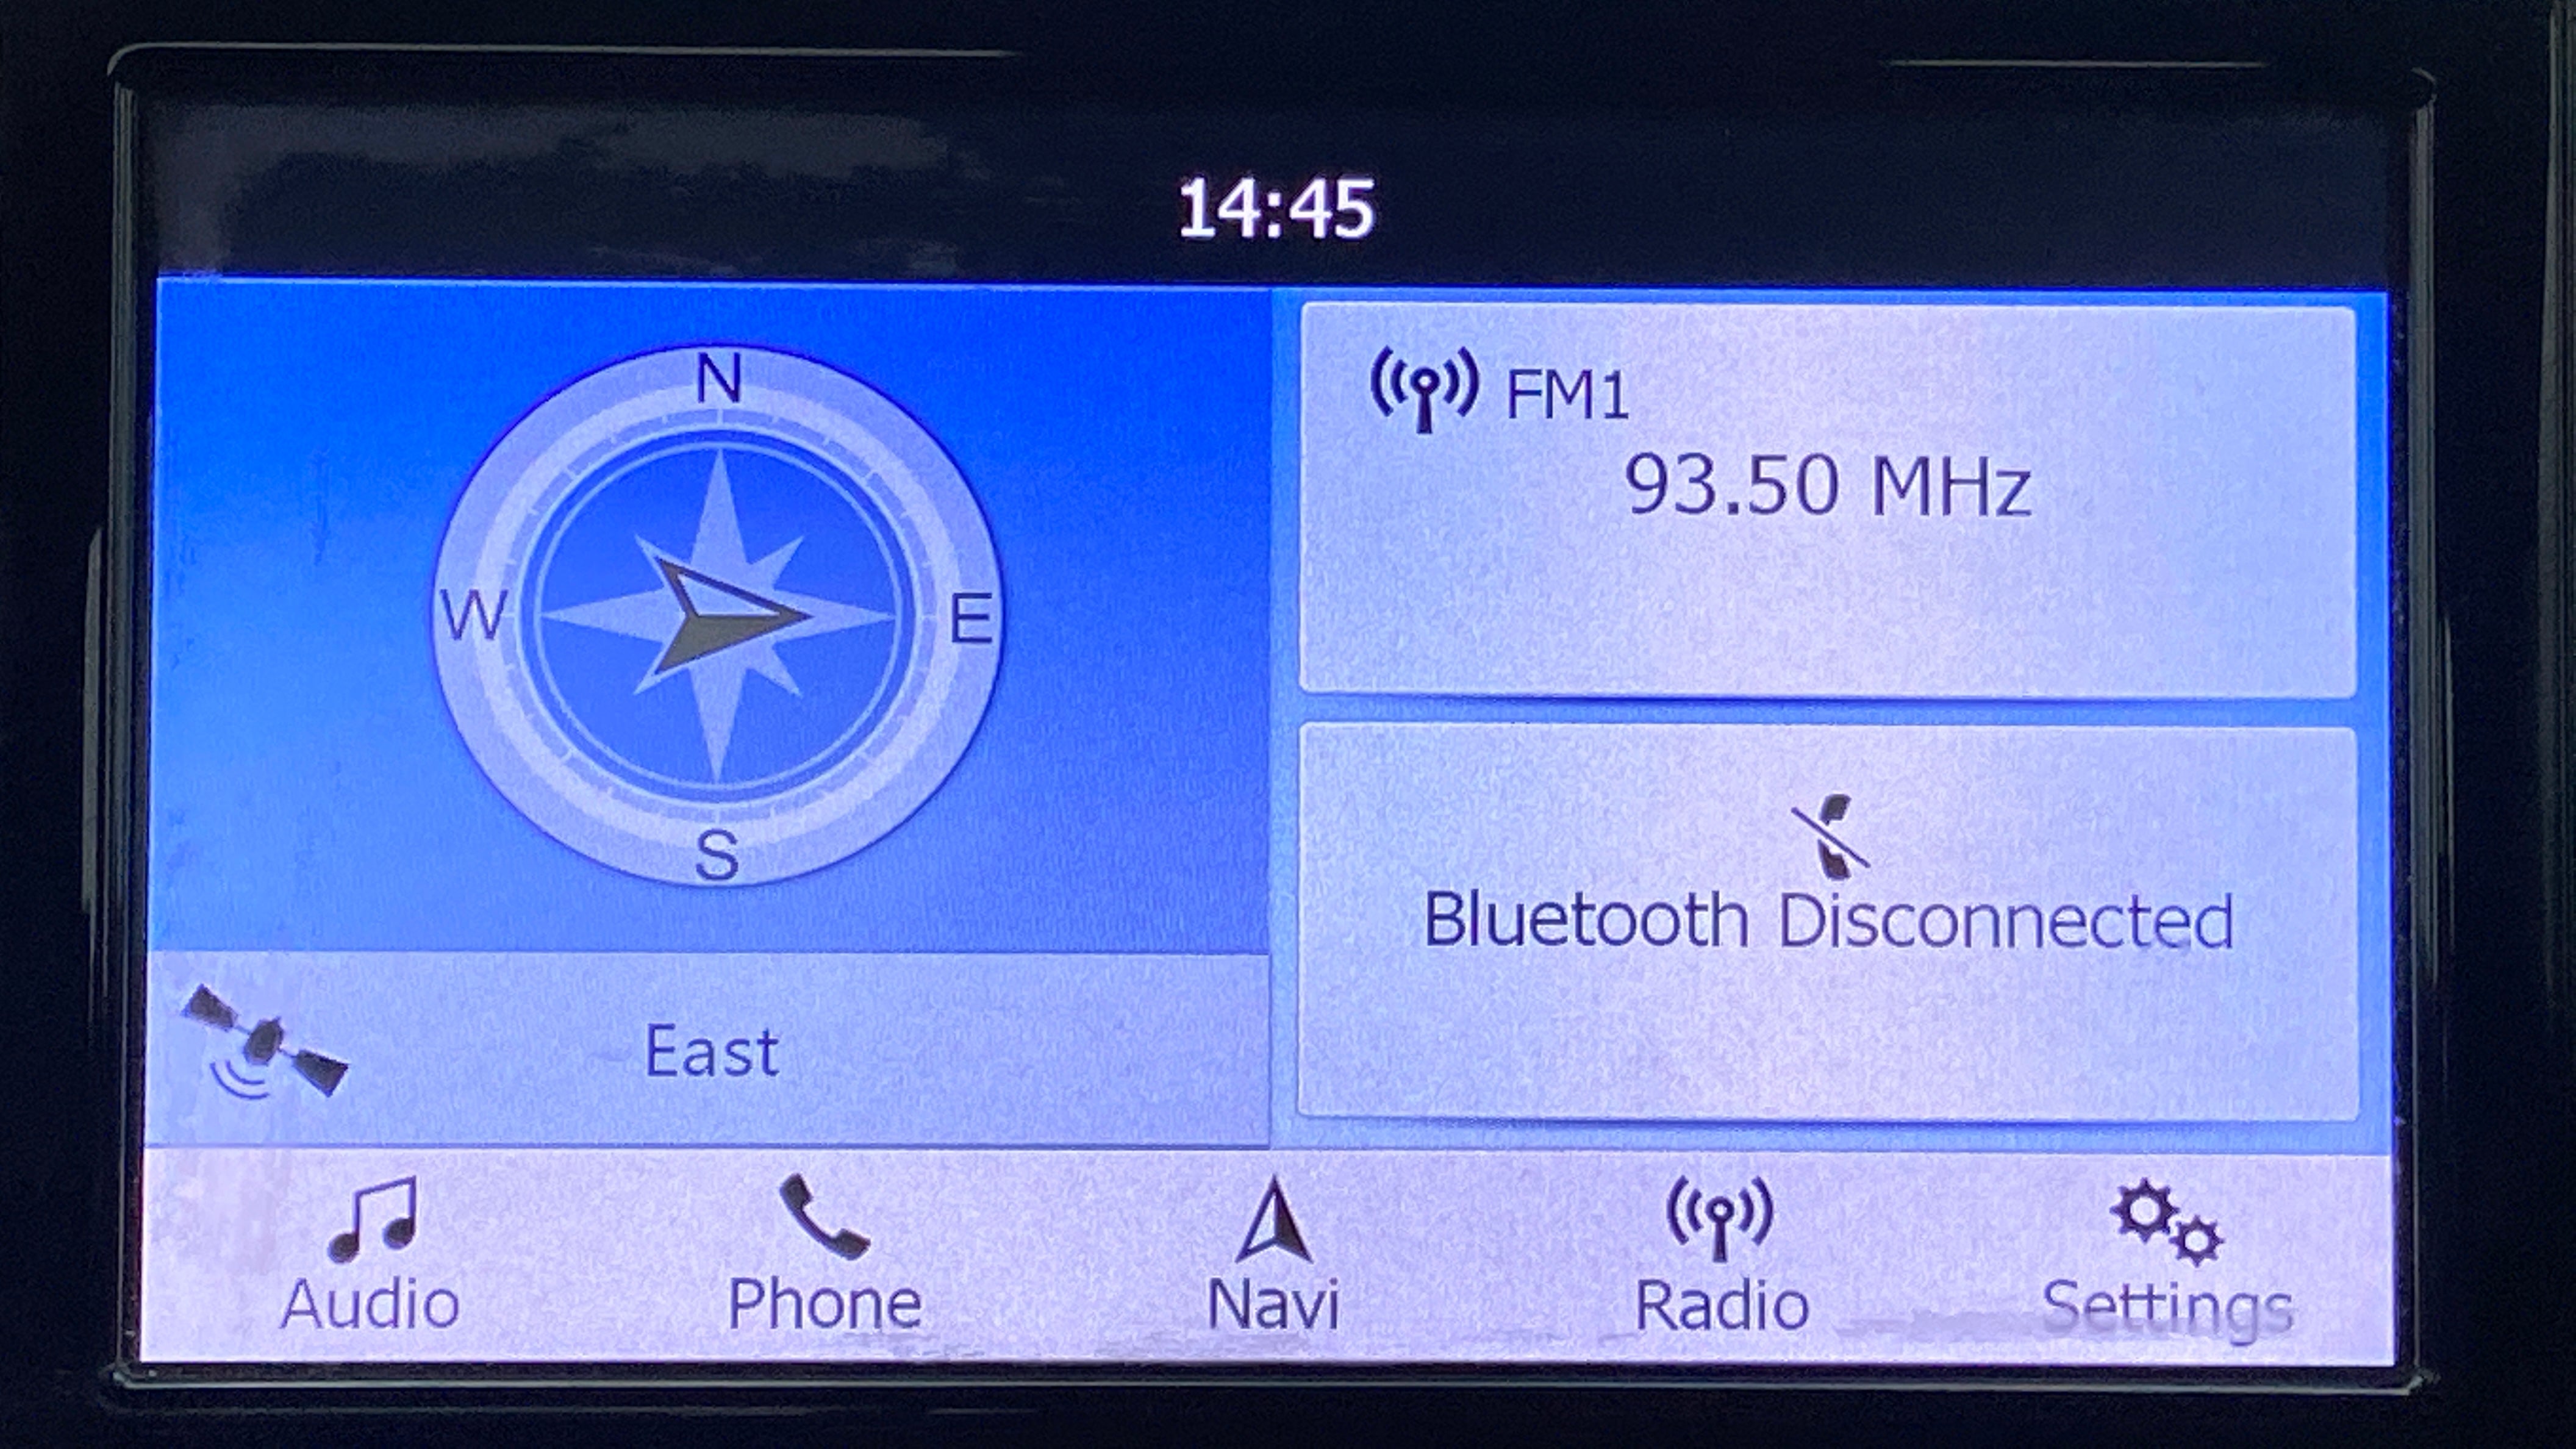 14:45
N
W
E
S
East
FM1
93.50 MHz
Bluetooth Disconnected
Audio
Phone
Navi
Radio
Settings